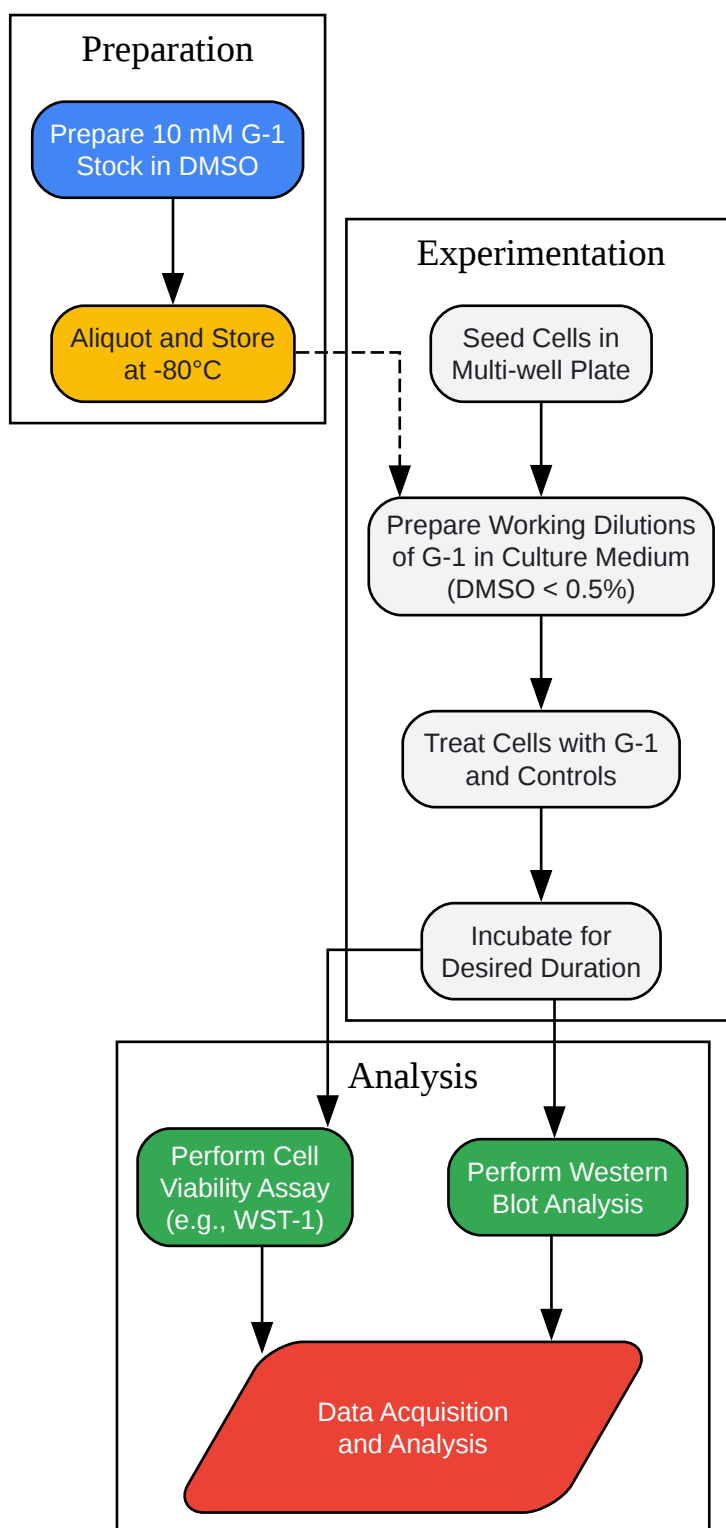 Preparation
Prepare 10 mM G-1
Stock in DMSO
Aliquot and Store
at -80°C
Experimentation
Seed Cells in
Multi-well Plate
Prepare Working Dilutions
of G-1 in Culture Medium
(DMSO < 0.5%)
Treat Cells with G-1
and Controls
Incubate for
Desired Duration
Analysis
Perform Cell
Viability Assay
(e.g., WST-1)
Perform Western
Blot Analysis
Data Acquisition
and Analysis